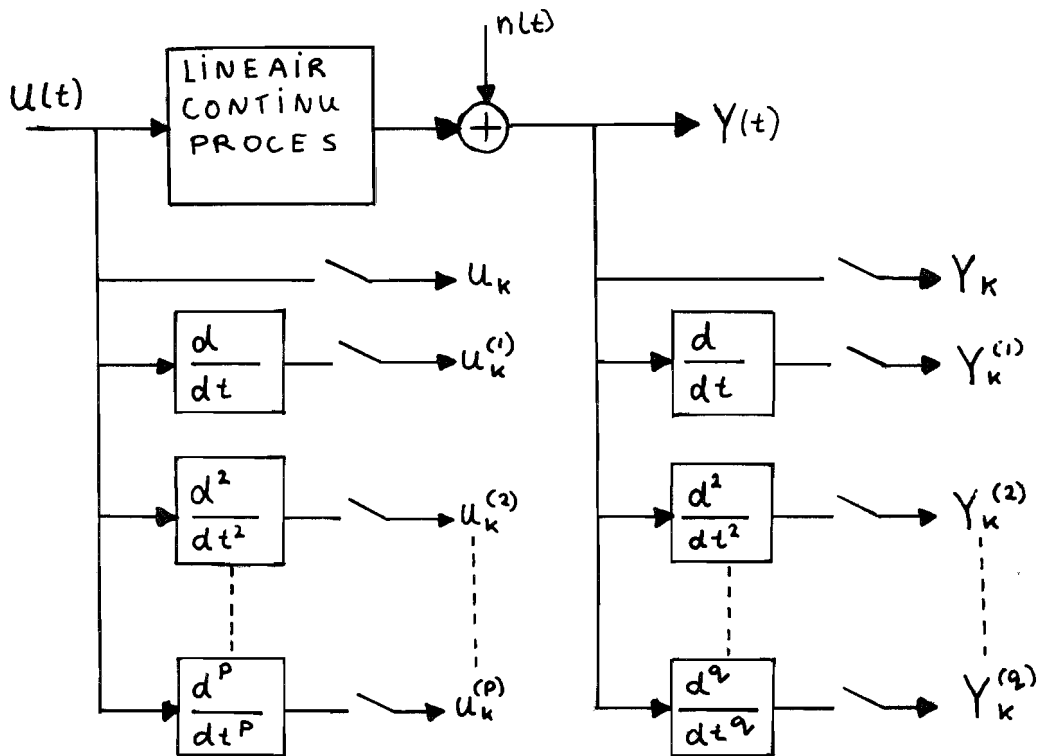 n(t)
U(t)
LINEAIR
CONTINU
PROCES
+
Y(t)
u_k
Y_k
d/dt
u_k^(1)
d/dt
Y_k^(1)
d²/dt²
u_k^(2)
d²/dt²
Y_k^(2)
d^p/dt^p
u_k^(p)
d^q/dt^q
Y_k^(q)